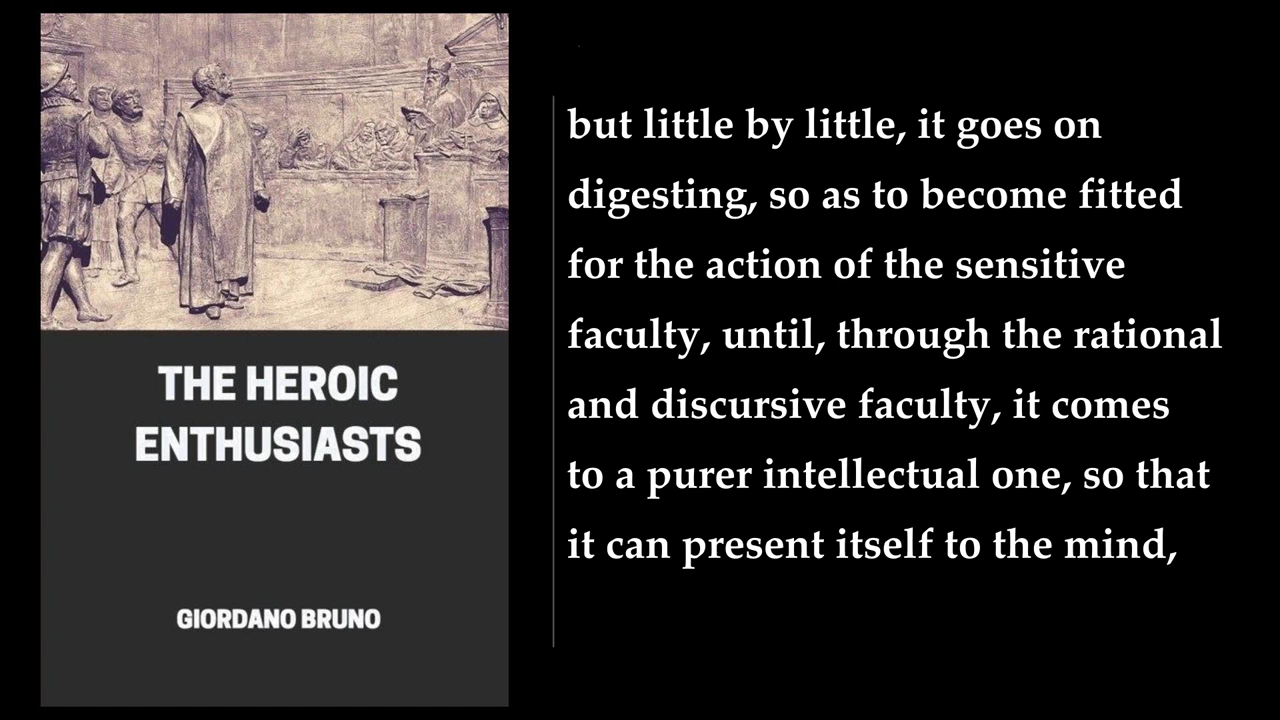 THE HEROIC
ENTHUSIASTS
GIORDANO BRUNO
but little by little, it goes on
digesting, so as to become fitted
for the action of the sensitive
faculty, until, through the rational
and discursive faculty, it comes
to a purer intellectual one, so that
it can present itself to the mind,